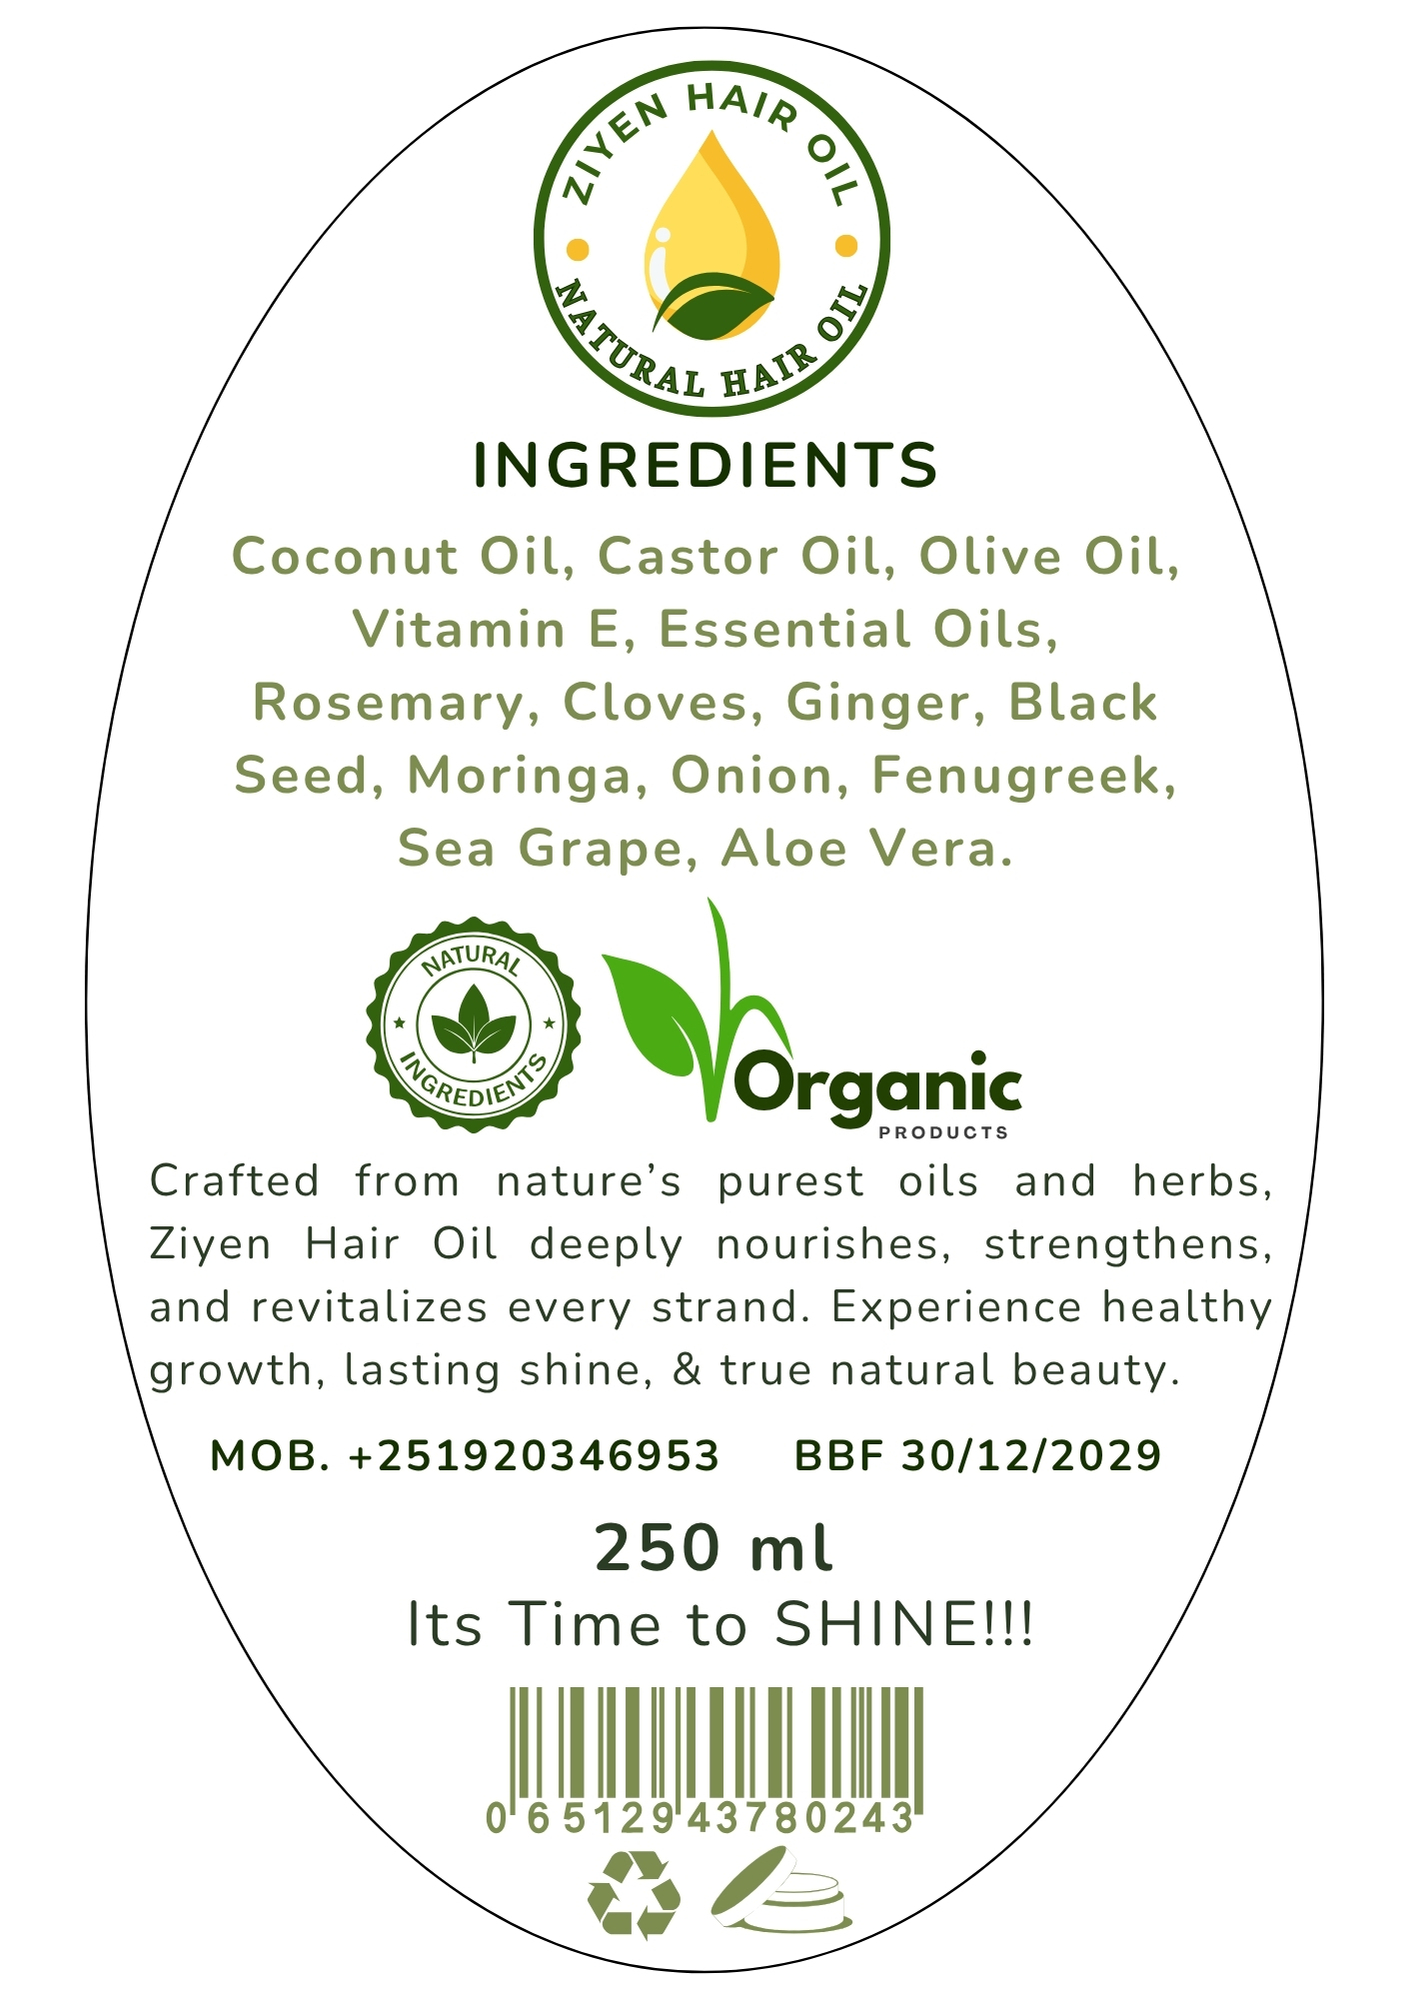 ZIYEN HAIR OIL
NATURAL HAIR OIL
INGREDIENTS
Coconut Oil, Castor Oil, Olive Oil,
Vitamin E, Essential Oils,
Rosemary, Cloves, Ginger, Black
Seed, Moringa, Onion, Fenugreek,
Sea Grape, Aloe Vera.
NATURAL
INGREDIENTS
Organic
PRODUCTS
Crafted from nature’s purest oils and herbs,
Ziyen Hair Oil deeply nourishes, strengthens,
and revitalizes every strand. Experience healthy
growth, lasting shine, & true natural beauty.
MOB. +251920346953 BBF 30/12/2029
250 ml
Its Time to SHINE!!!
0 65129 43780243